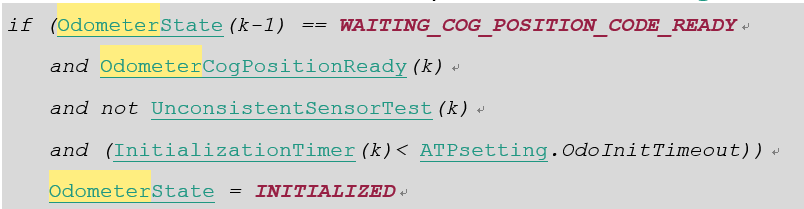 if (OdometerState(k-1) == WAITING_COG_POSITION_CODE_READY
and OdometerCogPositionReady(k)
and not UnconsistentSensorTest(k)
and (InitializationTimer(k)< ATPsetting.OdoInitTimeout))
OdometerState = INITIALIZED